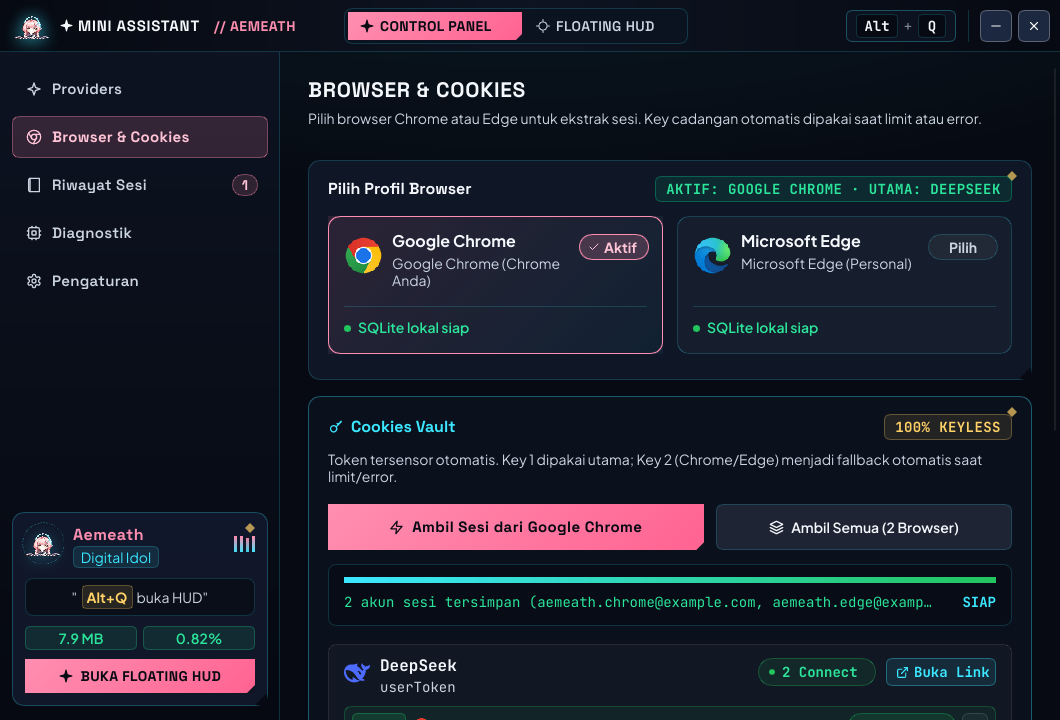 MINI ASSISTANT // AEMEATH
CONTROL PANEL
FLOATING HUD
Alt + Q
Providers
Browser & Cookies
Riwayat Sesi 1
Diagnostik
Pengaturan
Aemeath
Digital Idol
" Alt+Q buka HUD"
7.9 MB 0.82%
BUKA FLOATING HUD
BROWSER & COOKIES
Pilih browser Chrome atau Edge untuk ekstrak sesi. Key cadangan otomatis dipakai saat limit atau error.
Pilih Profil Browser
AKTIF: GOOGLE CHROME · UTAMA: DEEPSEEK
Google Chrome
Aktif
Google Chrome (Chrome
Anda)
SQLite lokal siap
Microsoft Edge
Pilih
Microsoft Edge (Personal)
SQLite lokal siap
Cookies Vault
100% KEYLESS
Token tersensor otomatis. Key 1 dipakai utama; Key 2 (Chrome/Edge) menjadi fallback otomatis saat
limit/error.
Ambil Sesi dari Google Chrome
Ambil Semua (2 Browser)
2 akun sesi tersimpan (aemeath.chrome@example.com, aemeath.edge@examp… SIAP
DeepSeek
userToken
2 Connect
Buka Link